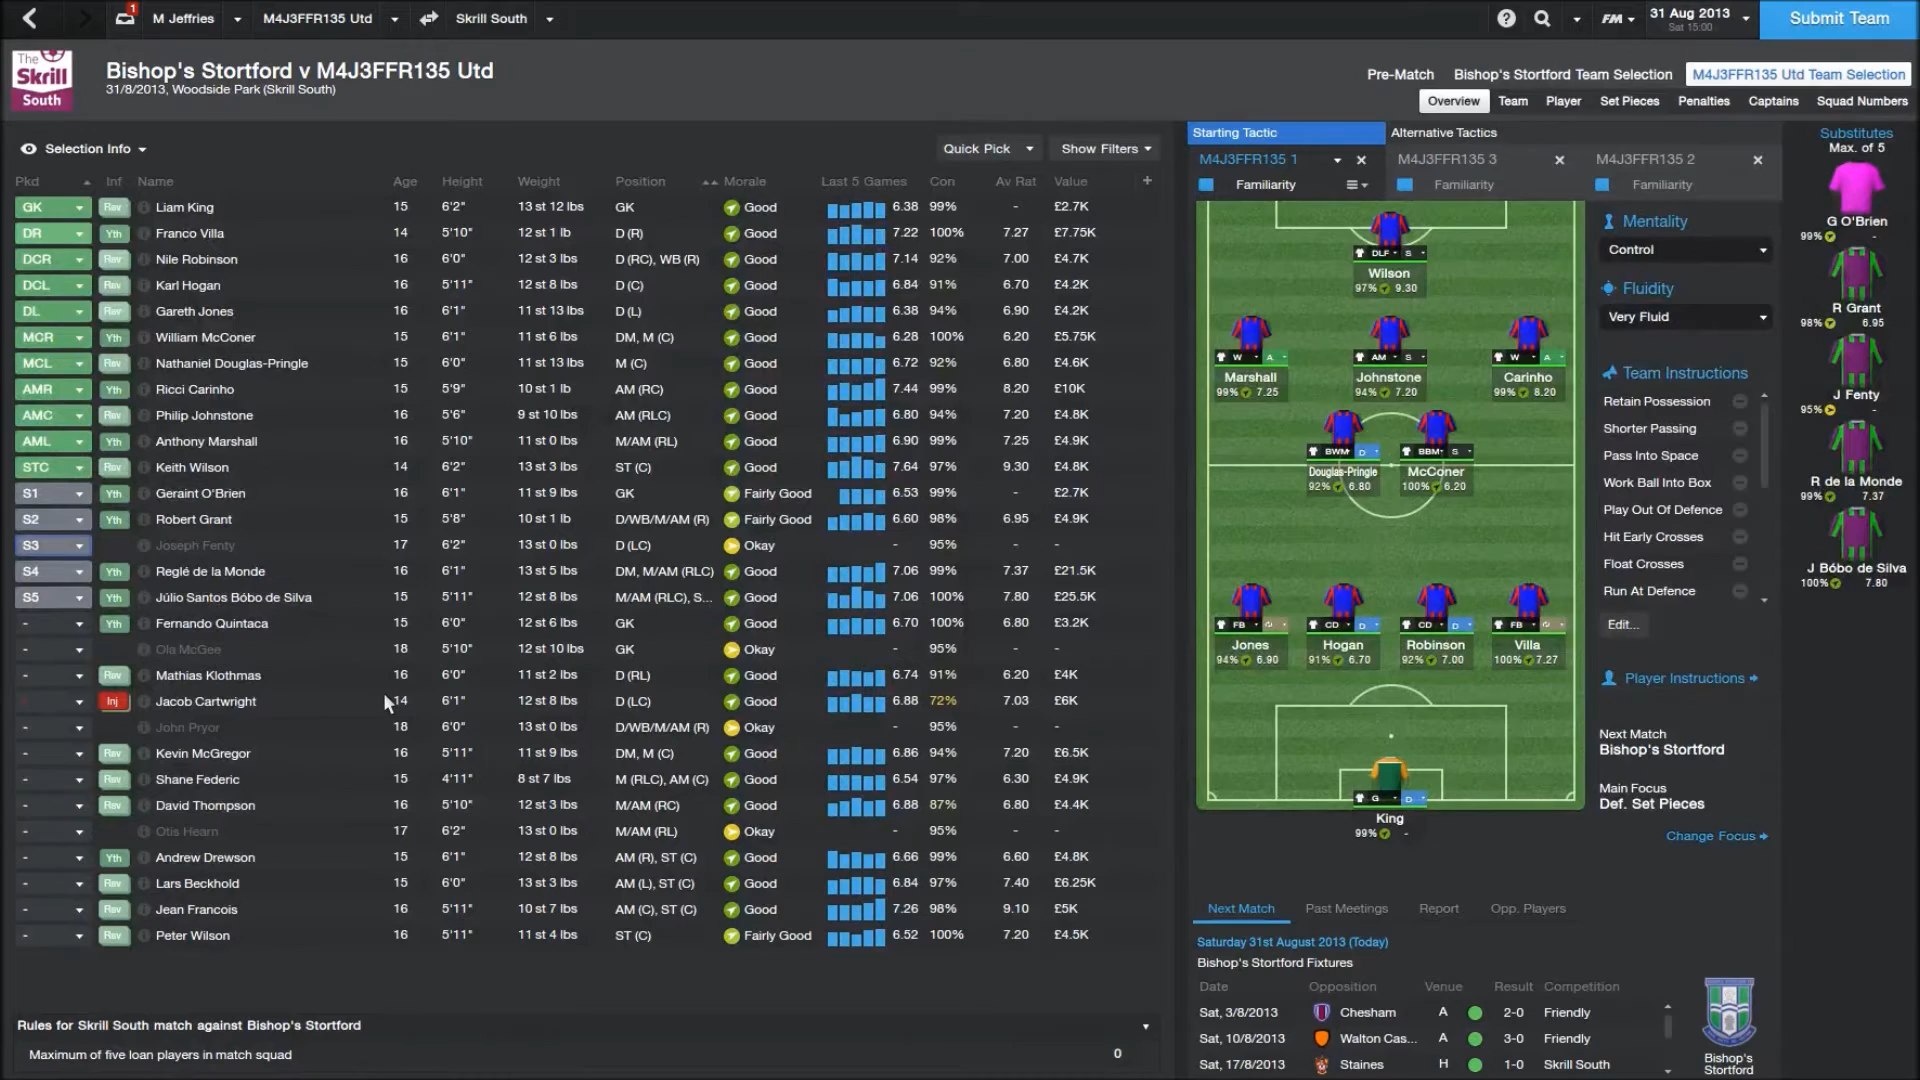 1
M Jeffries
M4J3FFR135 Utd
Skrill South
FM
31 Aug 2013
Sat 15:00
Submit Team
The
Skrill
South
Bishop's Stortford v M4J3FFR135 Utd
31/8/2013, Woodside Park (Skrill South)
Pre-Match Bishop's Stortford Team Selection M4J3FFR135 Utd Team Selection
Overview Team Player Set Pieces Penalties Captains Squad Numbers
Selection Info
Quick Pick
Show Filters
Pkd Inf Name Age Height Weight Position Morale Last 5 Games Con Av Rat Value +
GK Rsv Liam King 15 6'2" 13 st 12 lbs GK Good 6.38 99% - £2.7K
DR Yth Franco Villa 14 5'10" 12 st 1 lb D (R) Good 7.22 100% 7.27 £7.75K
DCR Rsv Nile Robinson 16 6'0" 12 st 3 lbs D (RC), WB (R) Good 7.14 92% 7.00 £4.7K
DCL Rsv Karl Hogan 16 5'11" 12 st 8 lbs D (C) Good 6.84 91% 6.70 £4.2K
DL Rsv Gareth Jones 16 6'1" 11 st 13 lbs D (L) Good 6.38 94% 6.90 £4.2K
MCR Yth William McConer 15 6'1" 11 st 6 lbs DM, M (C) Good 6.28 100% 6.20 £5.75K
MCL Rsv Nathaniel Douglas-Pringle 15 6'0" 11 st 13 lbs M (C) Good 6.72 92% 6.80 £4.6K
AMR Yth Ricci Carinho 15 5'9" 10 st 1 lb AM (RC) Good 7.44 99% 8.20 £10K
AMC Rsv Philip Johnstone 16 5'6" 9 st 10 lbs AM (RLC) Good 6.80 94% 7.20 £4.8K
AML Yth Anthony Marshall 16 5'10" 11 st 0 lbs M/AM (RL) Good 6.90 99% 7.25 £4.9K
STC Rsv Keith Wilson 14 6'2" 13 st 3 lbs ST (C) Good 7.64 97% 9.30 £4.8K
S1 Yth Geraint O'Brien 16 6'1" 11 st 9 lbs GK Fairly Good 6.53 99% - £2.7K
S2 Yth Robert Grant 15 5'8" 10 st 1 lb D/WB/M/AM (R) Fairly Good 6.60 98% 6.95 £4.9K
S3 Joseph Fenty 17 6'2" 13 st 0 lbs D (LC) Okay - 95% - -
S4 Yth Reglé de la Monde 16 6'1" 13 st 5 lbs DM, M/AM (RLC) Good 7.06 99% 7.37 £21.5K
S5 Yth Júlio Santos Bóbo de Silva 15 5'11" 12 st 8 lbs M/AM (RLC), S... Good 7.06 100% 7.80 £25.5K
- Yth Fernando Quintaca 15 6'0" 12 st 6 lbs GK Good 6.70 100% 6.80 £3.2K
- Ola McGee 18 5'10" 12 st 10 lbs GK Okay - 95% - -
- Rsv Mathias Klothmas 16 6'0" 11 st 2 lbs D (RL) Good 6.74 91% 6.20 £4K
- Inj Jacob Cartwright 14 6'1" 12 st 8 lbs D (LC) Good 6.88 72% 7.03 £6K
- John Pryor 18 6'0" 13 st 0 lbs D/WB/M/AM (R) Okay - 95% - -
- Rsv Kevin McGregor 16 5'11" 11 st 9 lbs DM, M (C) Good 6.86 94% 7.20 £6.5K
- Rsv Shane Federic 15 4'11" 8 st 7 lbs M (RLC), AM (C) Good 6.54 97% 6.30 £4.9K
- Rsv David Thompson 16 5'10" 12 st 3 lbs M/AM (RC) Good 6.88 87% 6.80 £4.4K
- Otis Hearn 17 6'2" 13 st 0 lbs M/AM (RL) Okay - 95% - -
- Yth Andrew Drewson 15 6'1" 12 st 8 lbs AM (R), ST (C) Good 6.66 99% 6.60 £4.8K
- Rsv Lars Beckhold 15 6'0" 13 st 3 lbs AM (L), ST (C) Good 6.84 97% 7.40 £6.25K
- Rsv Jean Francois 16 5'11" 10 st 7 lbs AM (C), ST (C) Good 7.26 98% 9.10 £5K
- Rsv Peter Wilson 16 5'11" 11 st 4 lbs ST (C) Fairly Good 6.52 100% 7.20 £4.5K
Rules for Skrill South match against Bishop's Stortford
Maximum of five loan players in match squad 0
Starting Tactic Alternative Tactics
M4J3FFR135 1 M4J3FFR135 3 M4J3FFR135 2
Familiarity Familiarity Familiarity
DLF S
Wilson
97% 9.30
W A AM S W A
Marshall Johnstone Carinho
99% 7.25 94% 7.20 99% 8.20
BWM D BBM S
Douglas-Pringle McConer
92% 6.80 100% 6.20
FB CD D CD D FB
Jones Hogan Robinson Villa
94% 6.90 91% 6.70 92% 7.00 100% 7.27
G D
King
99% -
Mentality
Control
Fluidity
Very Fluid
Team Instructions
Retain Possession
Shorter Passing
Pass Into Space
Work Ball Into Box
Play Out Of Defence
Hit Early Crosses
Float Crosses
Run At Defence
Edit...
Player Instructions
Next Match
Bishop's Stortford
Main Focus
Def. Set Pieces
Change Focus
Substitutes
Max. of 5
G O'Brien
99% -
R Grant
98% 6.95
J Fenty
95% -
R de la Monde
99% 7.37
J Bóbo de Silva
100% 7.80
Next Match Past Meetings Report Opp. Players
Saturday 31st August 2013 (Today)
Bishop's Stortford Fixtures
Date Opposition Venue Result Competition
Sat, 3/8/2013 Chesham A 2-0 Friendly
Sat, 10/8/2013 Walton Cas... A 3-0 Friendly
Sat, 17/8/2013 Staines H 1-0 Skrill South
Bishop's
Stortford